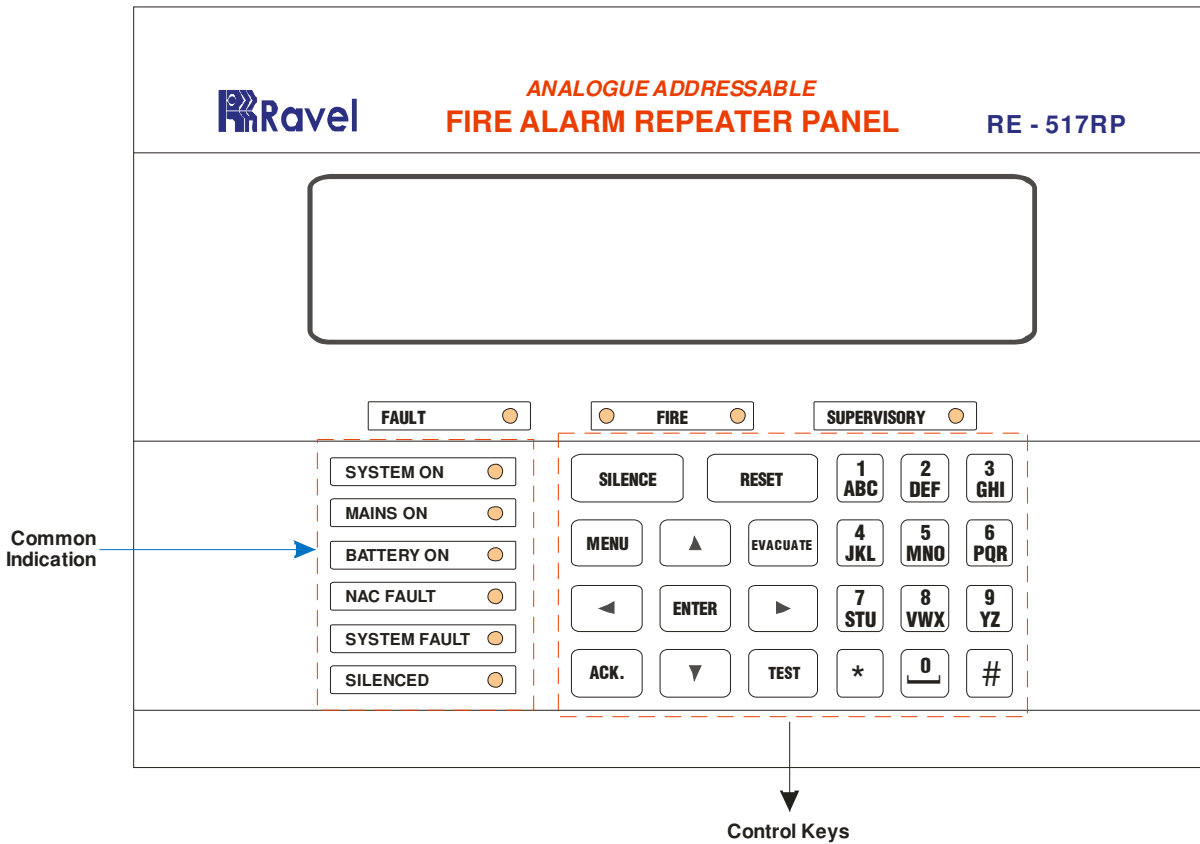 Ravel
ANALOGUE ADDRESSABLE
FIRE ALARM REPEATER PANEL
RE - 517RP
FAULT
FIRE
SUPERVISORY
Common
Indication
SYSTEM ON
MAINS ON
BATTERY ON
NAC FAULT
SYSTEM FAULT
SILENCED
SILENCE
RESET
1
ABC
2
DEF
3
GHI
MENU
▲
EVACUATE
4
JKL
5
MNO
6
PQR
◄
ENTER
►
7
STU
8
VWX
9
YZ
ACK.
▼
TEST
*
0
#
Control Keys